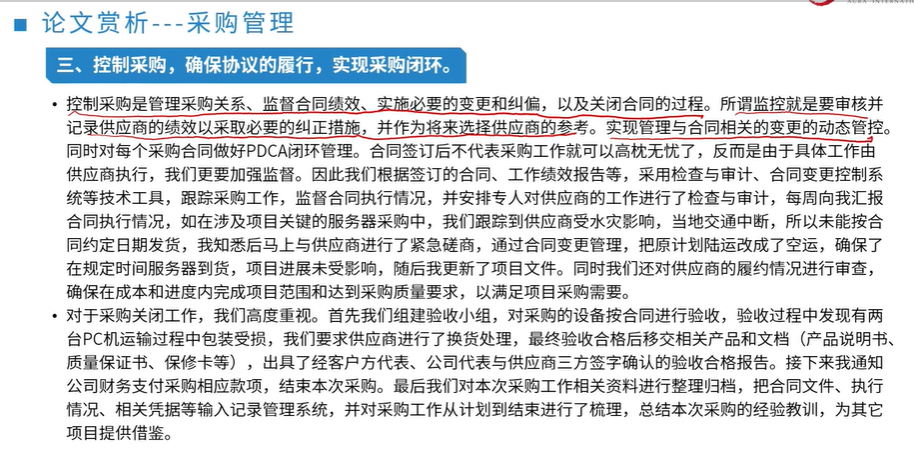 论文赏析---采购管理
三、控制采购，确保协议的履行，实现采购闭环。
• 控制采购是管理采购关系、监督合同绩效、实施必要的变更和纠偏，以及关闭合同的过程。所谓监控就是要审核并
记录供应商的绩效以采取必要的纠正措施，并作为将来选择供应商的参考。实现管理与合同相关的变更的动态管控。
同时对每个采购合同做好PDCA闭环管理。合同签订后不代表采购工作就可以高枕无忧了，反而是由于具体工作由
供应商执行，我们更要加强监督。因此我们根据签订的合同、工作绩效报告等，采用检查与审计、合同变更控制系
统等技术工具，跟踪采购工作，监督合同执行情况，并安排专人对供应商的工作进行了检查与审计，每周向我汇报
合同执行情况，如在涉及项目关键的服务器采购中，我们跟踪到供应商受水灾影响，当地交通中断，所以未能按合
同约定日期发货，我知悉后马上与供应商进行了紧急磋商，通过合同变更管理，把原计划陆运改成了空运，确保了
在规定时间服务器到货，项目进展未受影响，随后我更新了项目文件。同时我们还对供应商的履约情况进行审查，
确保在成本和进度内完成项目范围和达到采购质量要求，以满足项目采购需要。
• 对于采购关闭工作，我们高度重视。首先我们组建验收小组，对采购的设备按合同进行验收，验收过程中发现有两
台PC机运输过程中包装受损，我们要求供应商进行了换货处理，最终验收合格后移交相关产品和文档（产品说明书、
质量保证书、保修卡等），出具了经客户方代表、公司代表与供应商三方签字确认的验收合格报告。接下来我通知
公司财务支付采购相应款项，结束本次采购。最后我们对本次采购工作相关资料进行整理归档，把合同文件、执行
情况、相关凭据等输入记录管理系统，并对采购工作从计划到结束进行了梳理，总结本次采购的经验教训，为其它
项目提供借鉴。